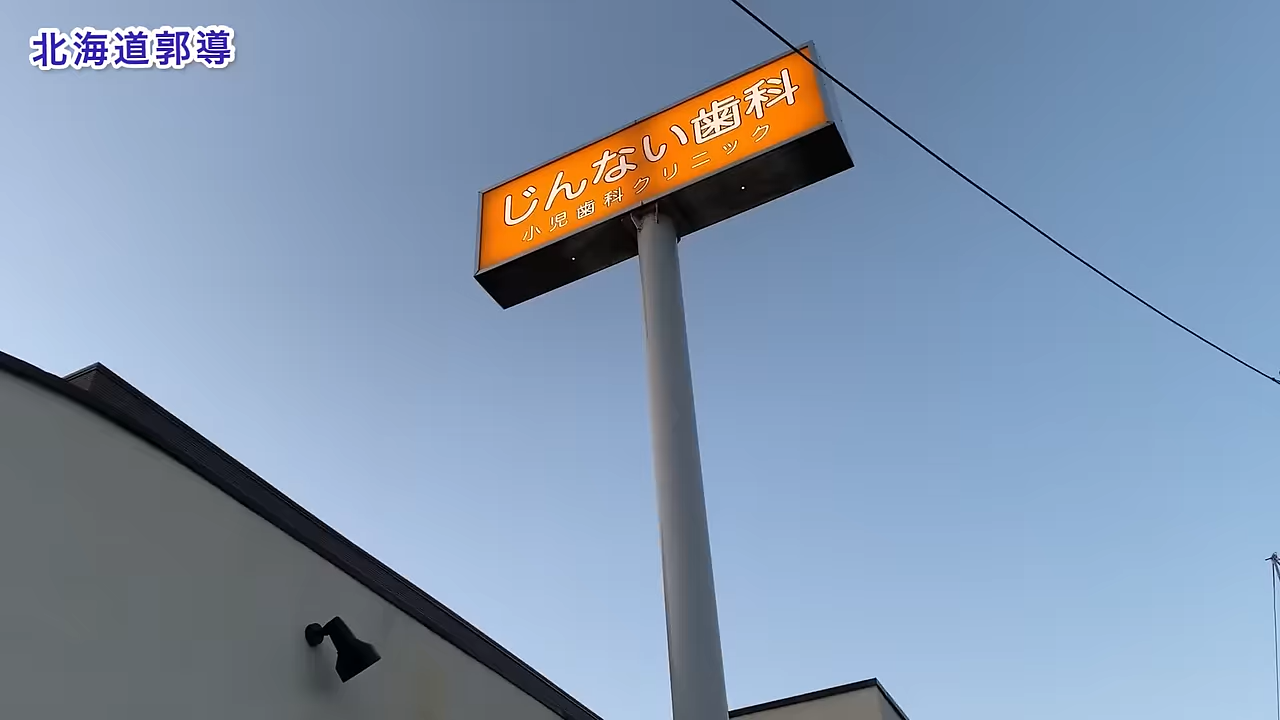 北海道郭導
じんない歯科
小児歯科クリニック